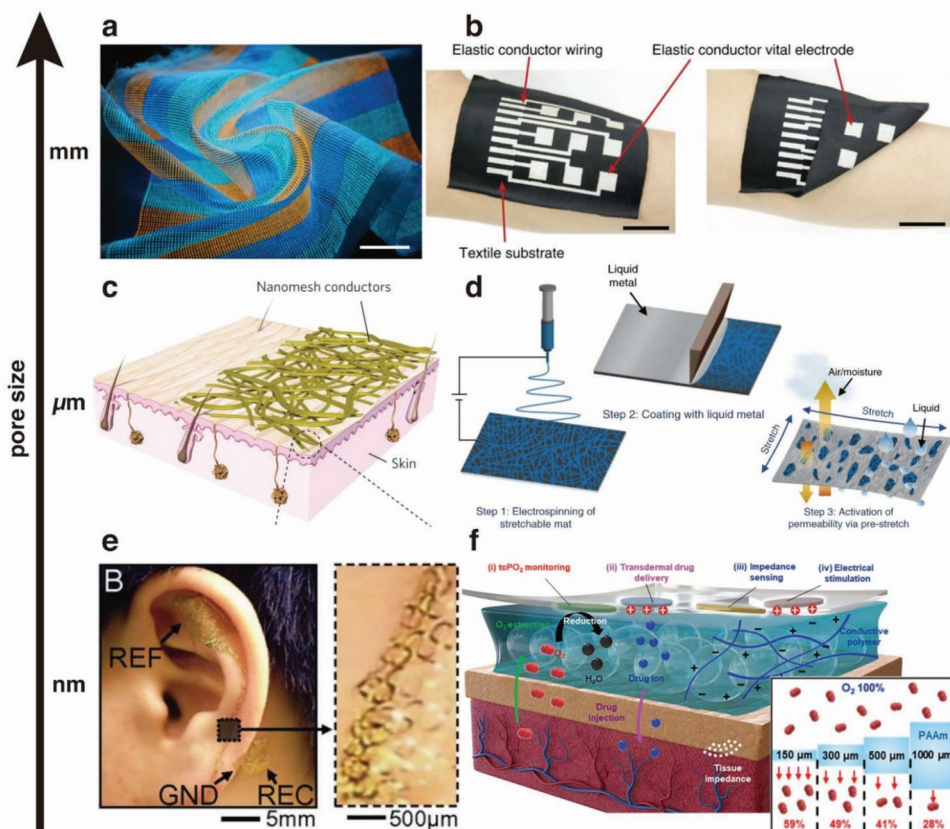 a
b
Elastic conductor wiring
Elastic conductor vital electrode
mm
Textile substrate
c
d
Nanomesh conductors
Liquid
metal
Step 2: Coating with liquid metal
Air/moisture
Stretch
Liquid
Stretch
pore size
μm
Skin
Step 1: Electrospinning of
stretchable mat
Step 3: Activation of
permeability via pre-stretch
e
f
B
REF
GND
REC
5mm
500μm
nm
(i) tcPO2 monitoring
(ii) Transdermal drug
delivery
(iii) Impedance
sensing
(iv) Electrical
stimulation
O2 extraction
Reduction
O2
H2O
Drug ion
Conductive
polymer
Drug
injection
Tissue
impedance
O2 100%
PAAm
150 μm
300 μm
500 μm
1000 μm
59%
49%
41%
28%